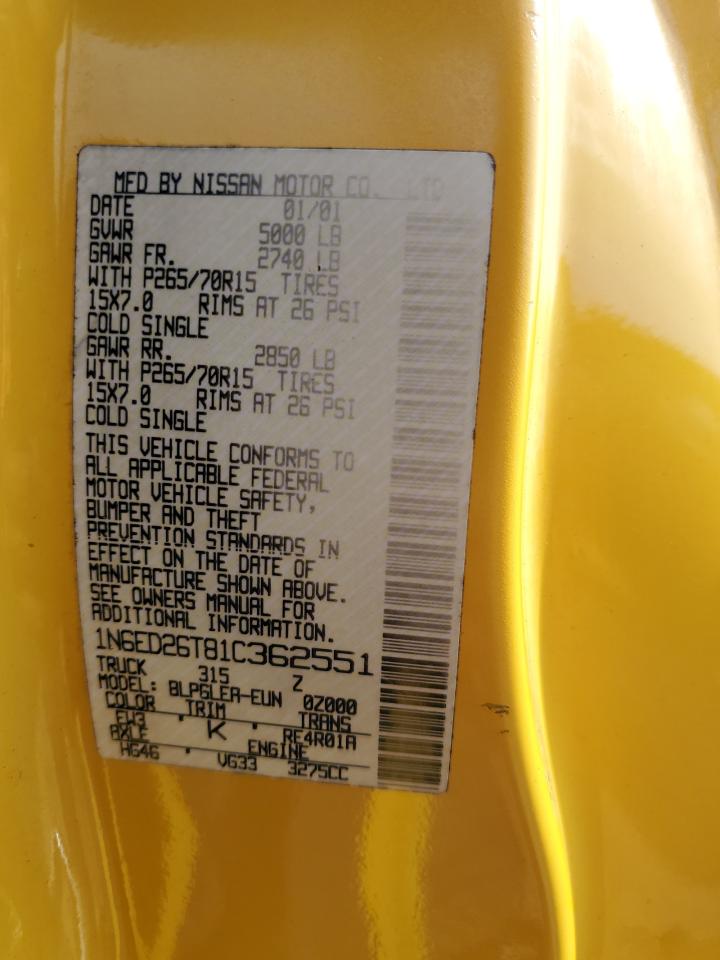 MFD BY NISSAN MOTOR CO., LTD
DATE 01/01
GVWR 5000 LB
GAWR FR. 2740 LB
WITH P265/70R15 TIRES
15X7.0 RIMS AT 26 PSI
COLD SINGLE
GAWR RR. 2850 LB
WITH P265/70R15 TIRES
15X7.0 RIMS AT 26 PSI
COLD SINGLE
THIS VEHICLE CONFORMS TO
ALL APPLICABLE FEDERAL
MOTOR VEHICLE SAFETY,
BUMPER AND THEFT
PREVENTION STANDARDS IN
EFFECT ON THE DATE OF
MANUFACTURE SHOWN ABOVE.
SEE OWNERS MANUAL FOR
ADDITIONAL INFORMATION.
1N6ED26T81C362551
TRUCK 315 Z
MODEL: BLPGLEA-EUN 0Z000
COLOR TRIM TRANS
EW3 K RE4R01A
AXLE ENGINE
HG46 VG33 3275CC